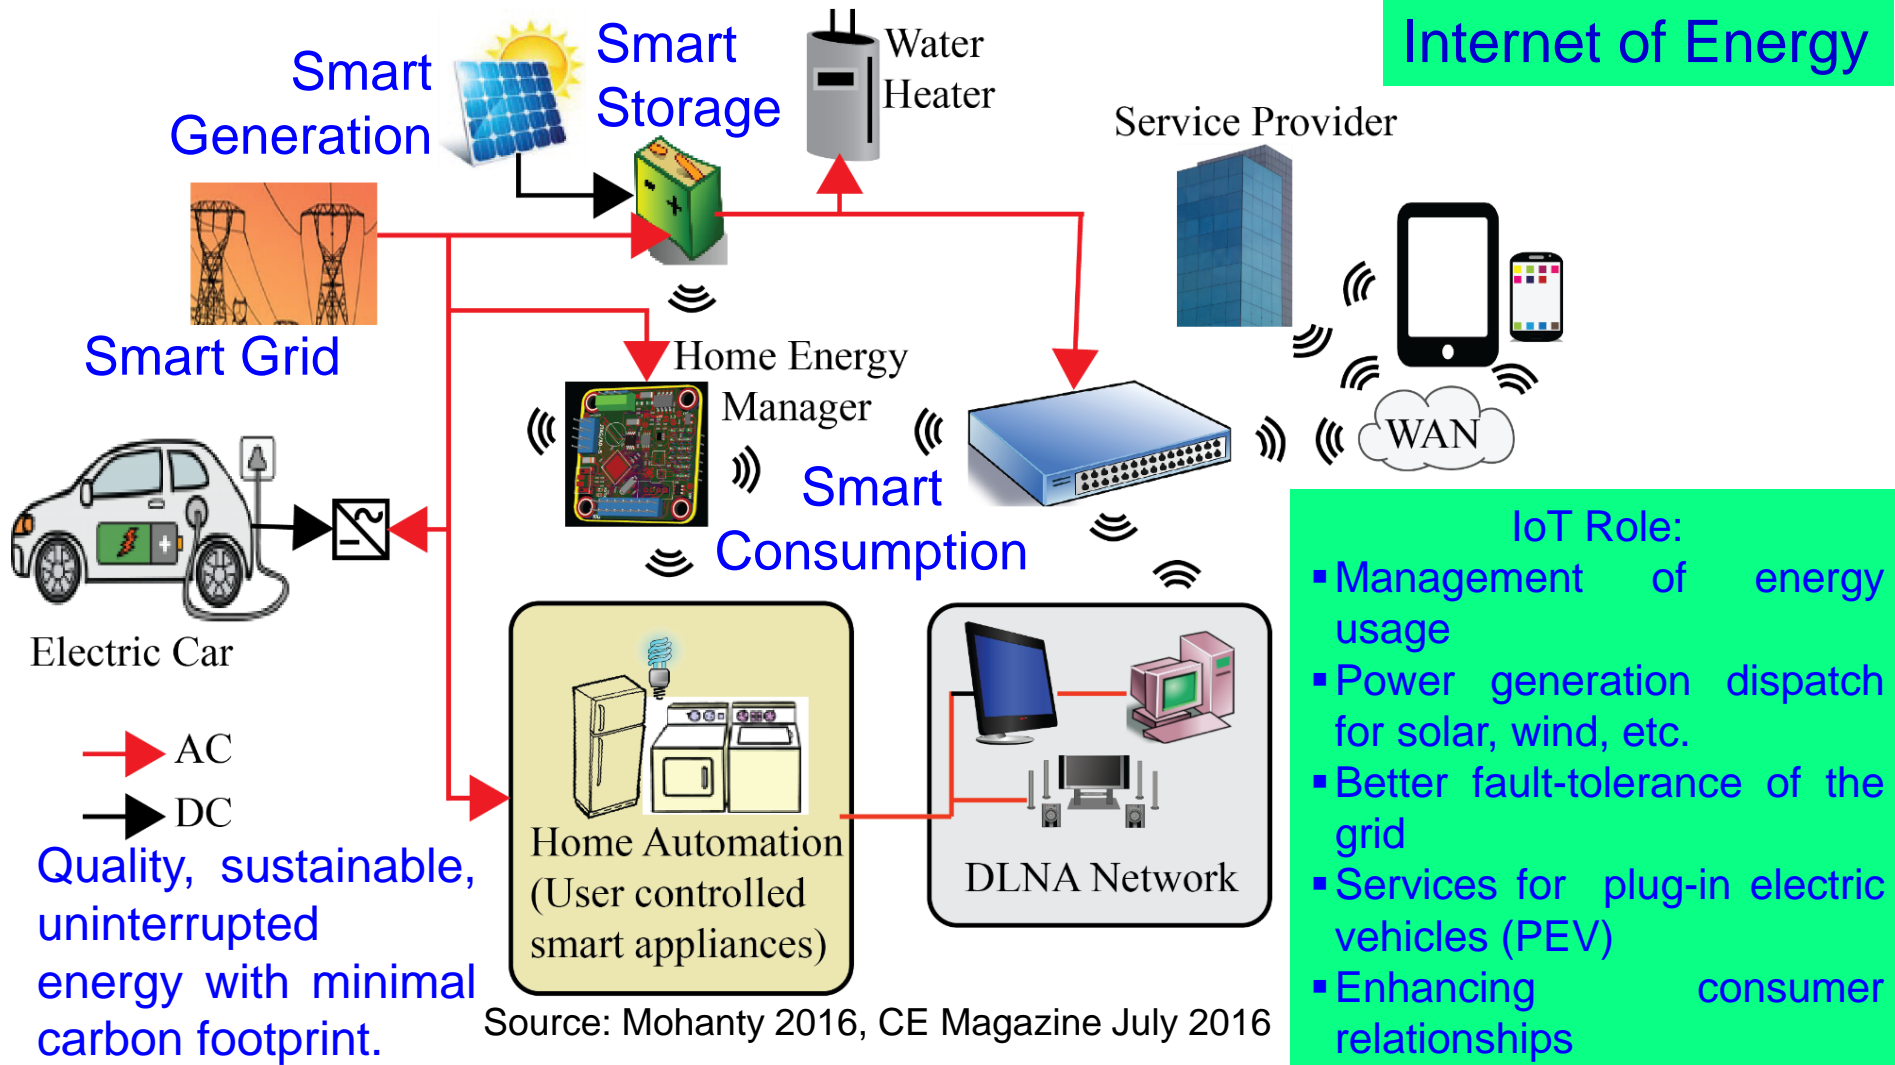 Internet of Energy
Smart
Generation
Smart
Storage
Water
Heater
Service Provider
Smart Grid
Home Energy
Manager
WAN
Smart
Consumption
Electric Car
AC
DC
Home Automation
(User controlled
smart appliances)
DLNA Network
IoT Role:
▪Management of energy
usage
▪Power generation dispatch
for solar, wind, etc.
▪Better fault-tolerance of the
grid
▪Services for plug-in electric
vehicles (PEV)
▪Enhancing consumer
relationships
Quality, sustainable,
uninterrupted
energy with minimal
carbon footprint.
Source: Mohanty 2016, CE Magazine July 2016